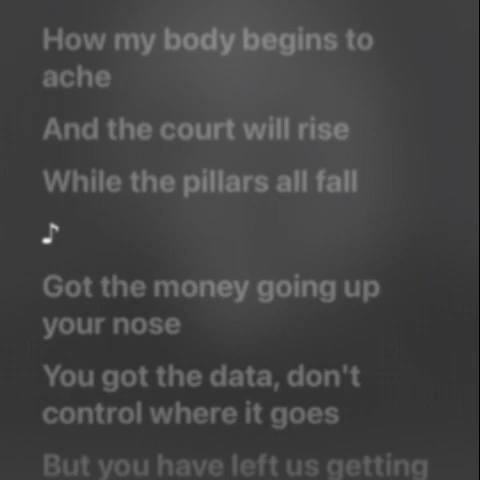 How my body begins to
ache
And the court will rise
While the pillars all fall
♪
Got the money going up
your nose
You got the data, don't
control where it goes
But you have left us getting